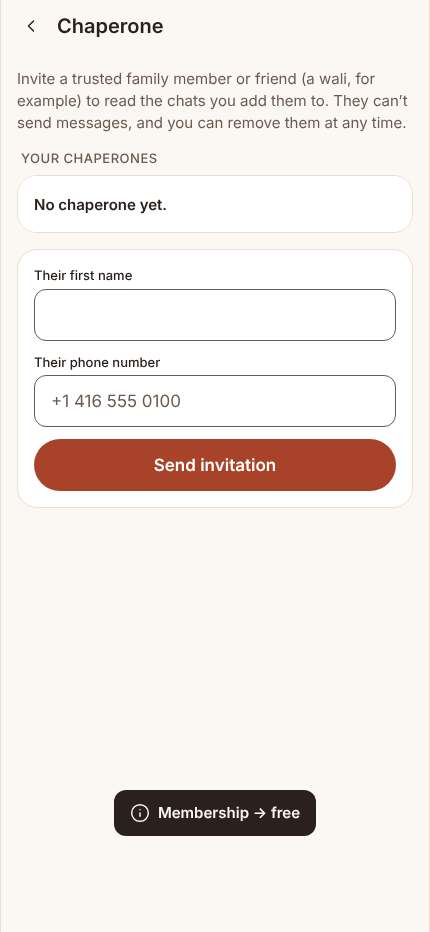 Chaperone
Invite a trusted family member or friend (a wali, for
example) to read the chats you add them to. They can’t
send messages, and you can remove them at any time.
YOUR CHAPERONES
No chaperone yet.
Their first name
Their phone number
+1 416 555 0100
Send invitation
Membership → free